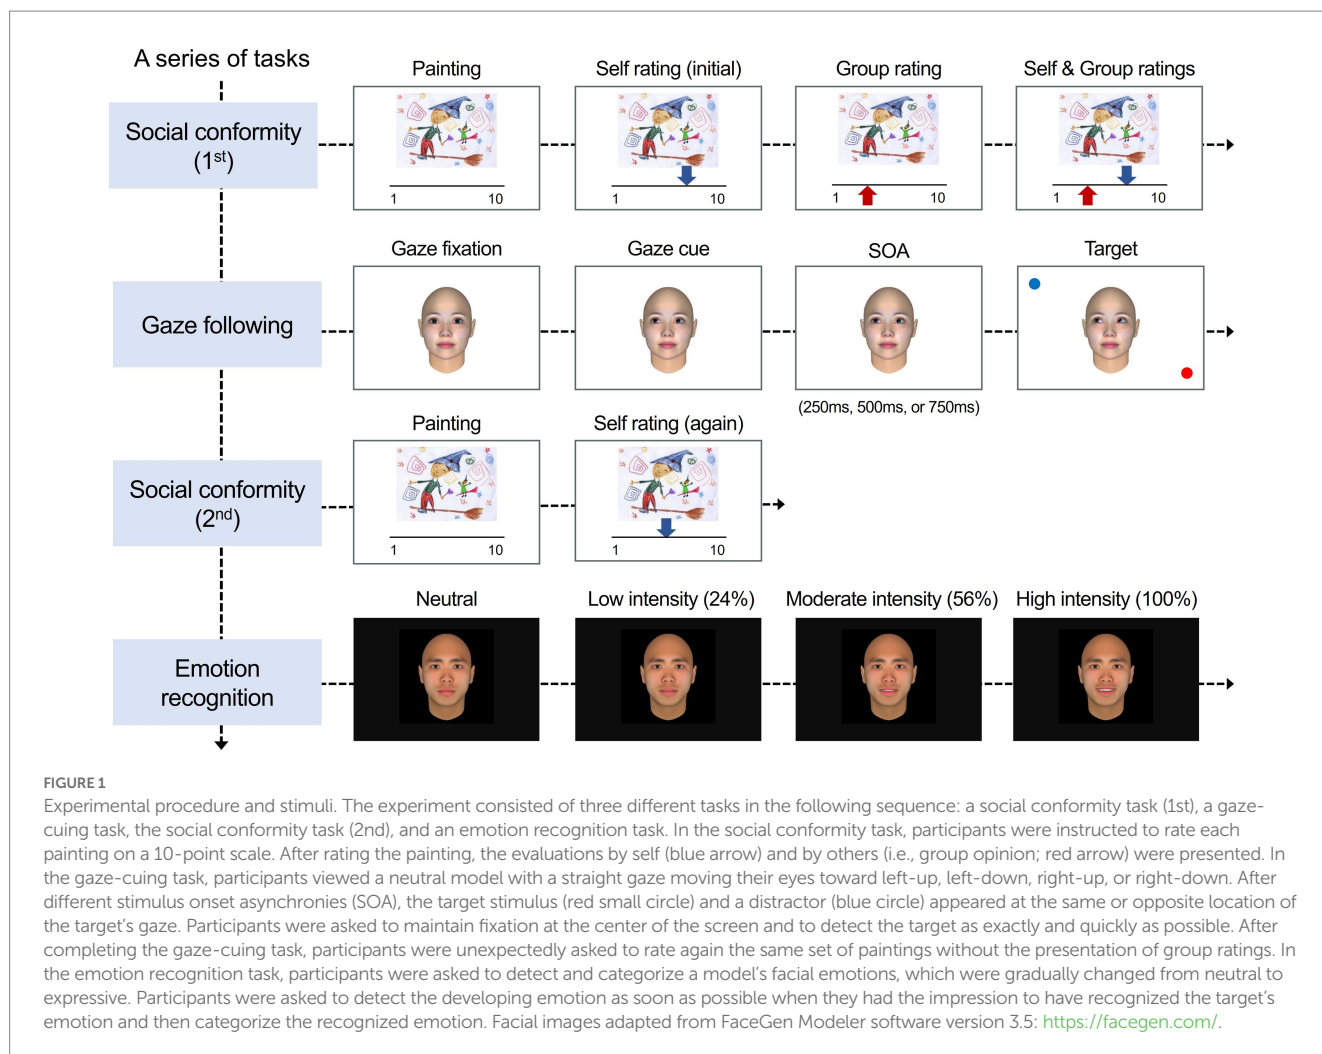 A series of tasks
Painting
Self rating (initial)
Group rating
Self & Group ratings
Social conformity
(1st)
1 10
1 10
1 10
1 10
Gaze fixation
Gaze cue
SOA
Target
Gaze following
(250ms, 500ms, or 750ms)
Painting
Self rating (again)
Social conformity
(2nd)
1 10
1 10
Neutral
Low intensity (24%)
Moderate intensity (56%)
High intensity (100%)
Emotion
recognition
FIGURE 1
Experimental procedure and stimuli. The experiment consisted of three different tasks in the following sequence: a social conformity task (1st), a gaze-
cuing task, the social conformity task (2nd), and an emotion recognition task. In the social conformity task, participants were instructed to rate each
painting on a 10-point scale. After rating the painting, the evaluations by self (blue arrow) and by others (i.e., group opinion; red arrow) were presented. In
the gaze-cuing task, participants viewed a neutral model with a straight gaze moving their eyes toward left-up, left-down, right-up, or right-down. After
different stimulus onset asynchronies (SOA), the target stimulus (red small circle) and a distractor (blue circle) appeared at the same or opposite location of
the target's gaze. Participants were asked to maintain fixation at the center of the screen and to detect the target as exactly and quickly as possible. After
completing the gaze-cuing task, participants were unexpectedly asked to rate again the same set of paintings without the presentation of group ratings. In
the emotion recognition task, participants were asked to detect and categorize a model's facial emotions, which were gradually changed from neutral to
expressive. Participants were asked to detect the developing emotion as soon as possible when they had the impression to have recognized the target's
emotion and then categorize the recognized emotion. Facial images adapted from FaceGen Modeler software version 3.5: https://facegen.com/.